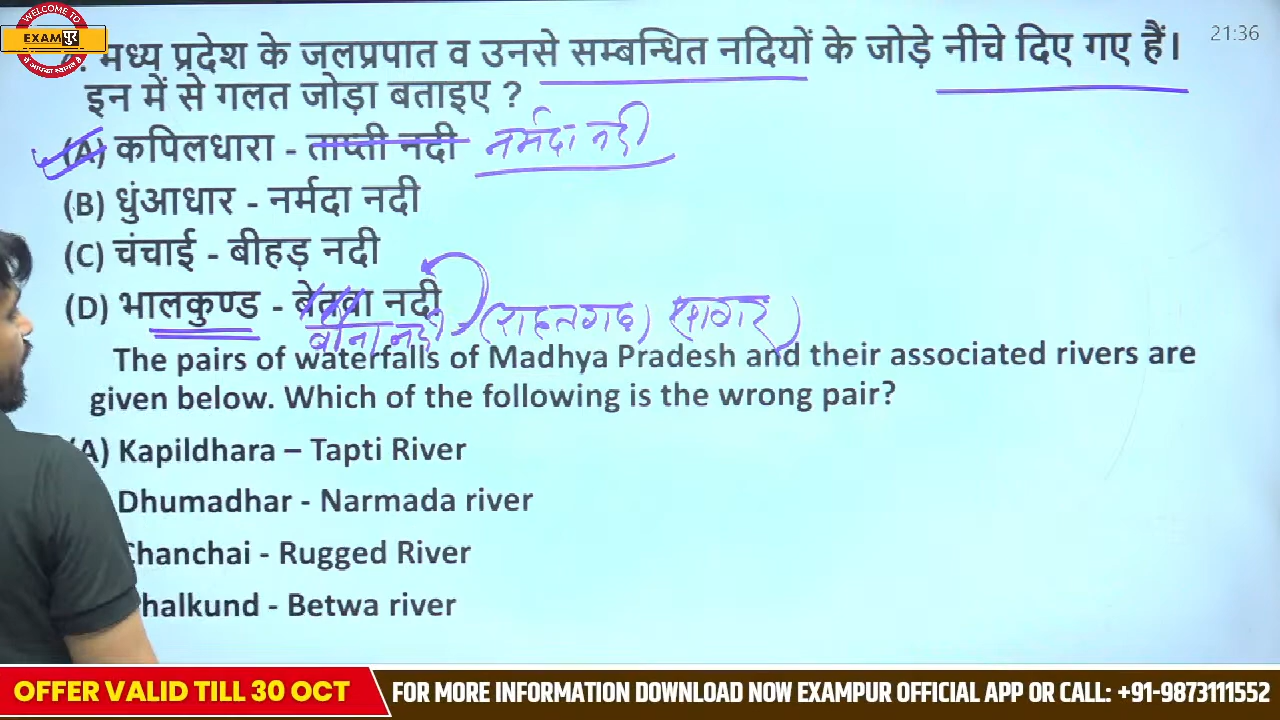 WELCOME TO
EXAMपुर
21:36
मध्य प्रदेश के जलप्रपात व उनसे सम्बन्धित नदियों के जोड़े नीचे दिए गए हैं।
इन में से गलत जोड़ा बताइए ?
(A) कपिलधारा - ताप्ती नदी नर्मदा नदी
(B) धुंआधार - नर्मदा नदी
(C) चंचाई - बीहड़ नदी
(D) भालकुण्ड - बेतवा नदी (राहतगढ) (सागर)
बीना नदी
The pairs of waterfalls of Madhya Pradesh and their associated rivers are
given below. Which of the following is the wrong pair?
A) Kapildhara – Tapti River
Dhumadhar - Narmada river
Chanchai - Rugged River
halkund - Betwa river
OFFER VALID TILL 30 OCT
FOR MORE INFORMATION DOWNLOAD NOW EXAMPUR OFFICIAL APP OR CALL: +91-9873111552